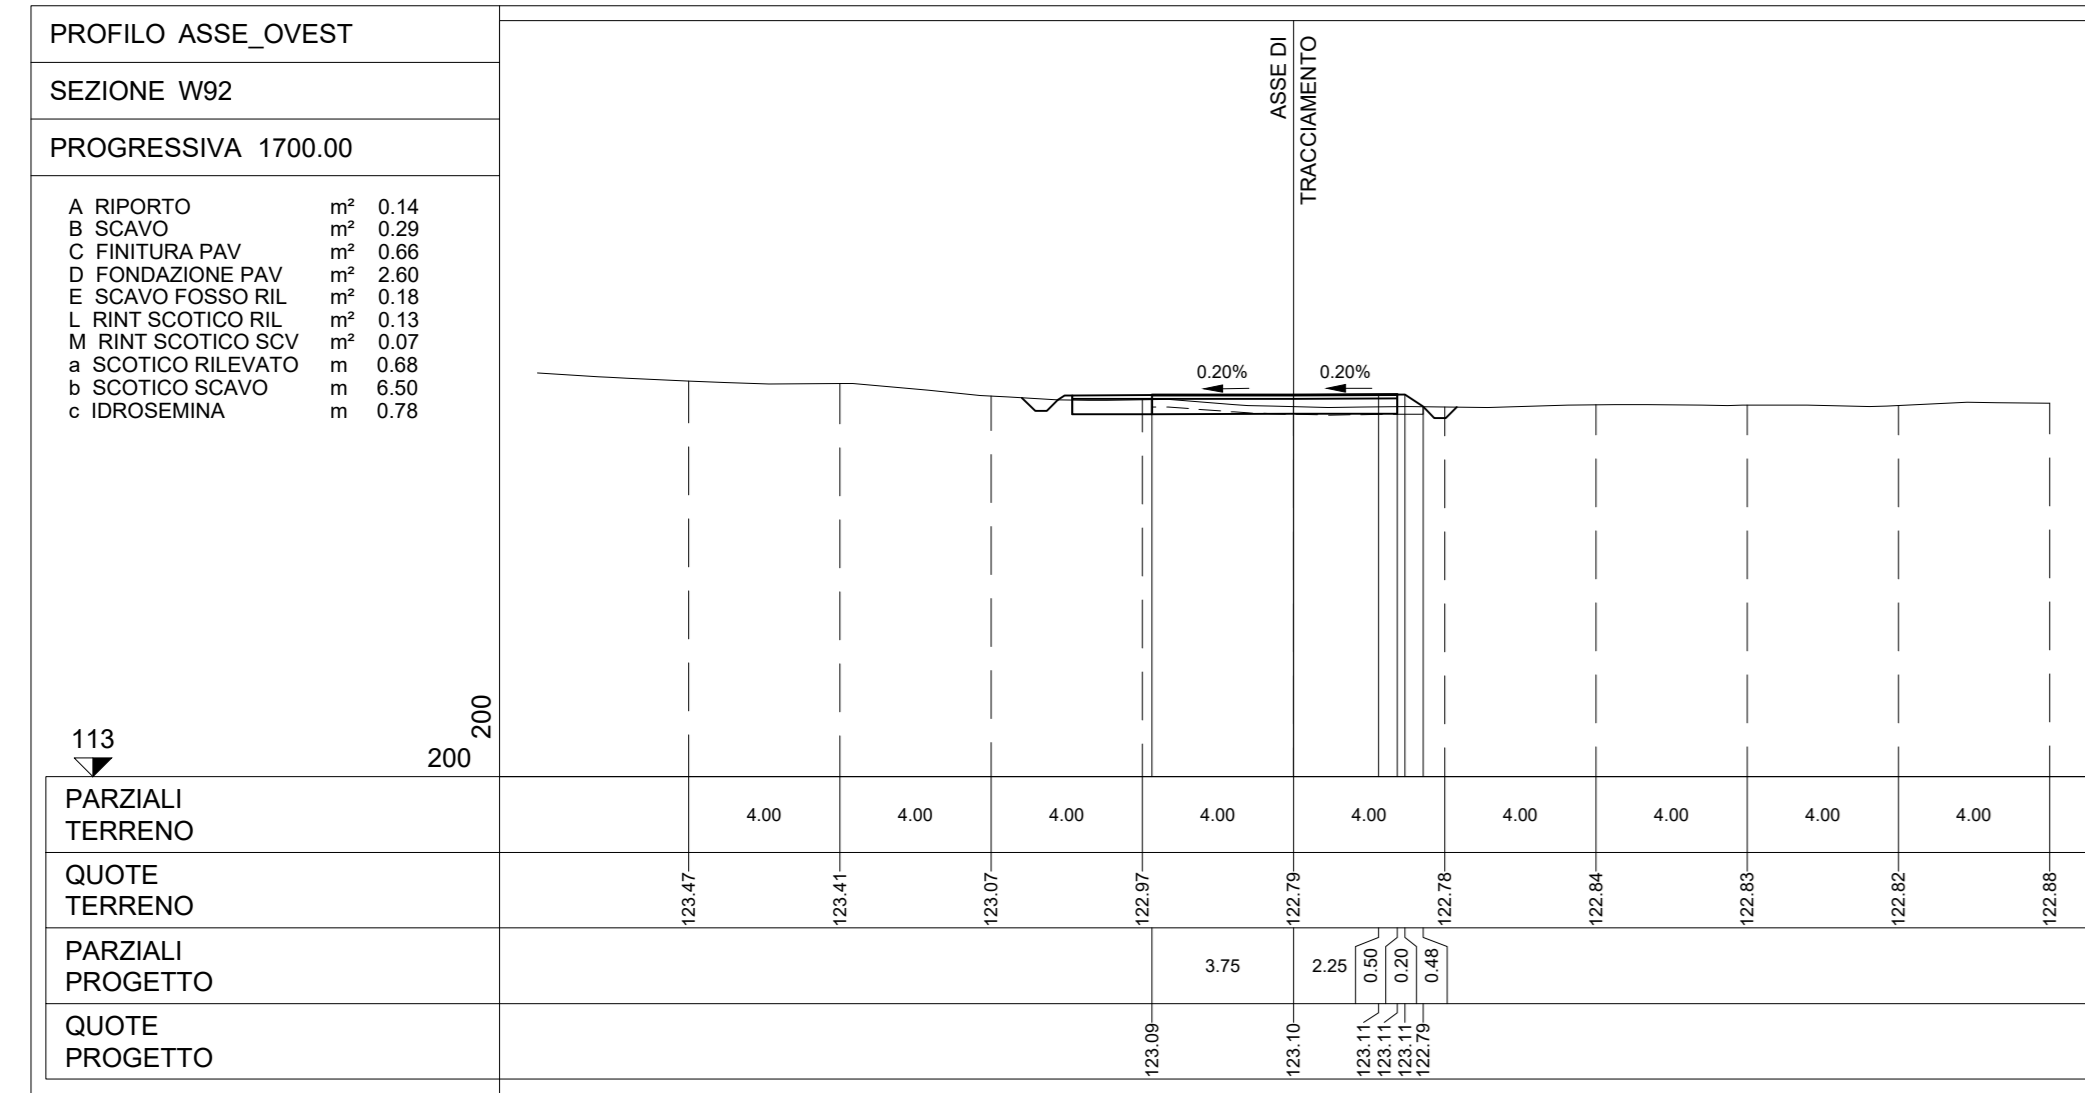 PROFILO ASSE_OVEST
SEZIONE W92
PROGRESSIVA 1700.00
A RIPORTO m² 0.14
B SCAVO m² 0.29
C FINITURA PAV m² 0.66
D FONDAZIONE PAV m² 2.60
E SCAVO FOSSO RIL m² 0.18
L RINT SCOTICO RIL m² 0.13
M RINT SCOTICO SCV m² 0.07
a SCOTICO RILEVATO m 0.68
b SCOTICO SCAVO m 6.50
c IDROSEMINA m 0.78
ASSE DI
TRACCIAMENTO
0.20% 0.20%
113
200
200
PARZIALI
TERRENO
4.00 4.00 4.00 4.00 4.00 4.00 4.00 4.00 4.00
QUOTE
TERRENO
123.47 123.41 123.07 122.97 122.79 122.78 122.84 122.83 122.82 122.88
PARZIALI
PROGETTO
3.75 2.25 0.50 0.20 0.48
QUOTE
PROGETTO
123.09 123.10 123.11 123.11 123.11 122.79